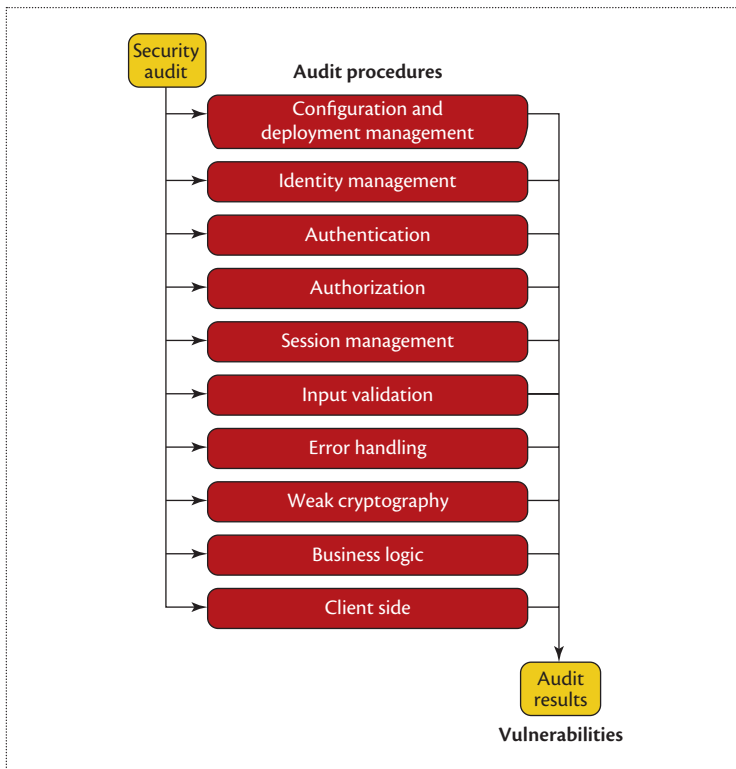 Security
audit
Audit procedures
Configuration and
deployment management
Identity management
Authentication
Authorization
Session management
Input validation
Error handling
Weak cryptography
Business logic
Client side
Audit
results
Vulnerabilities